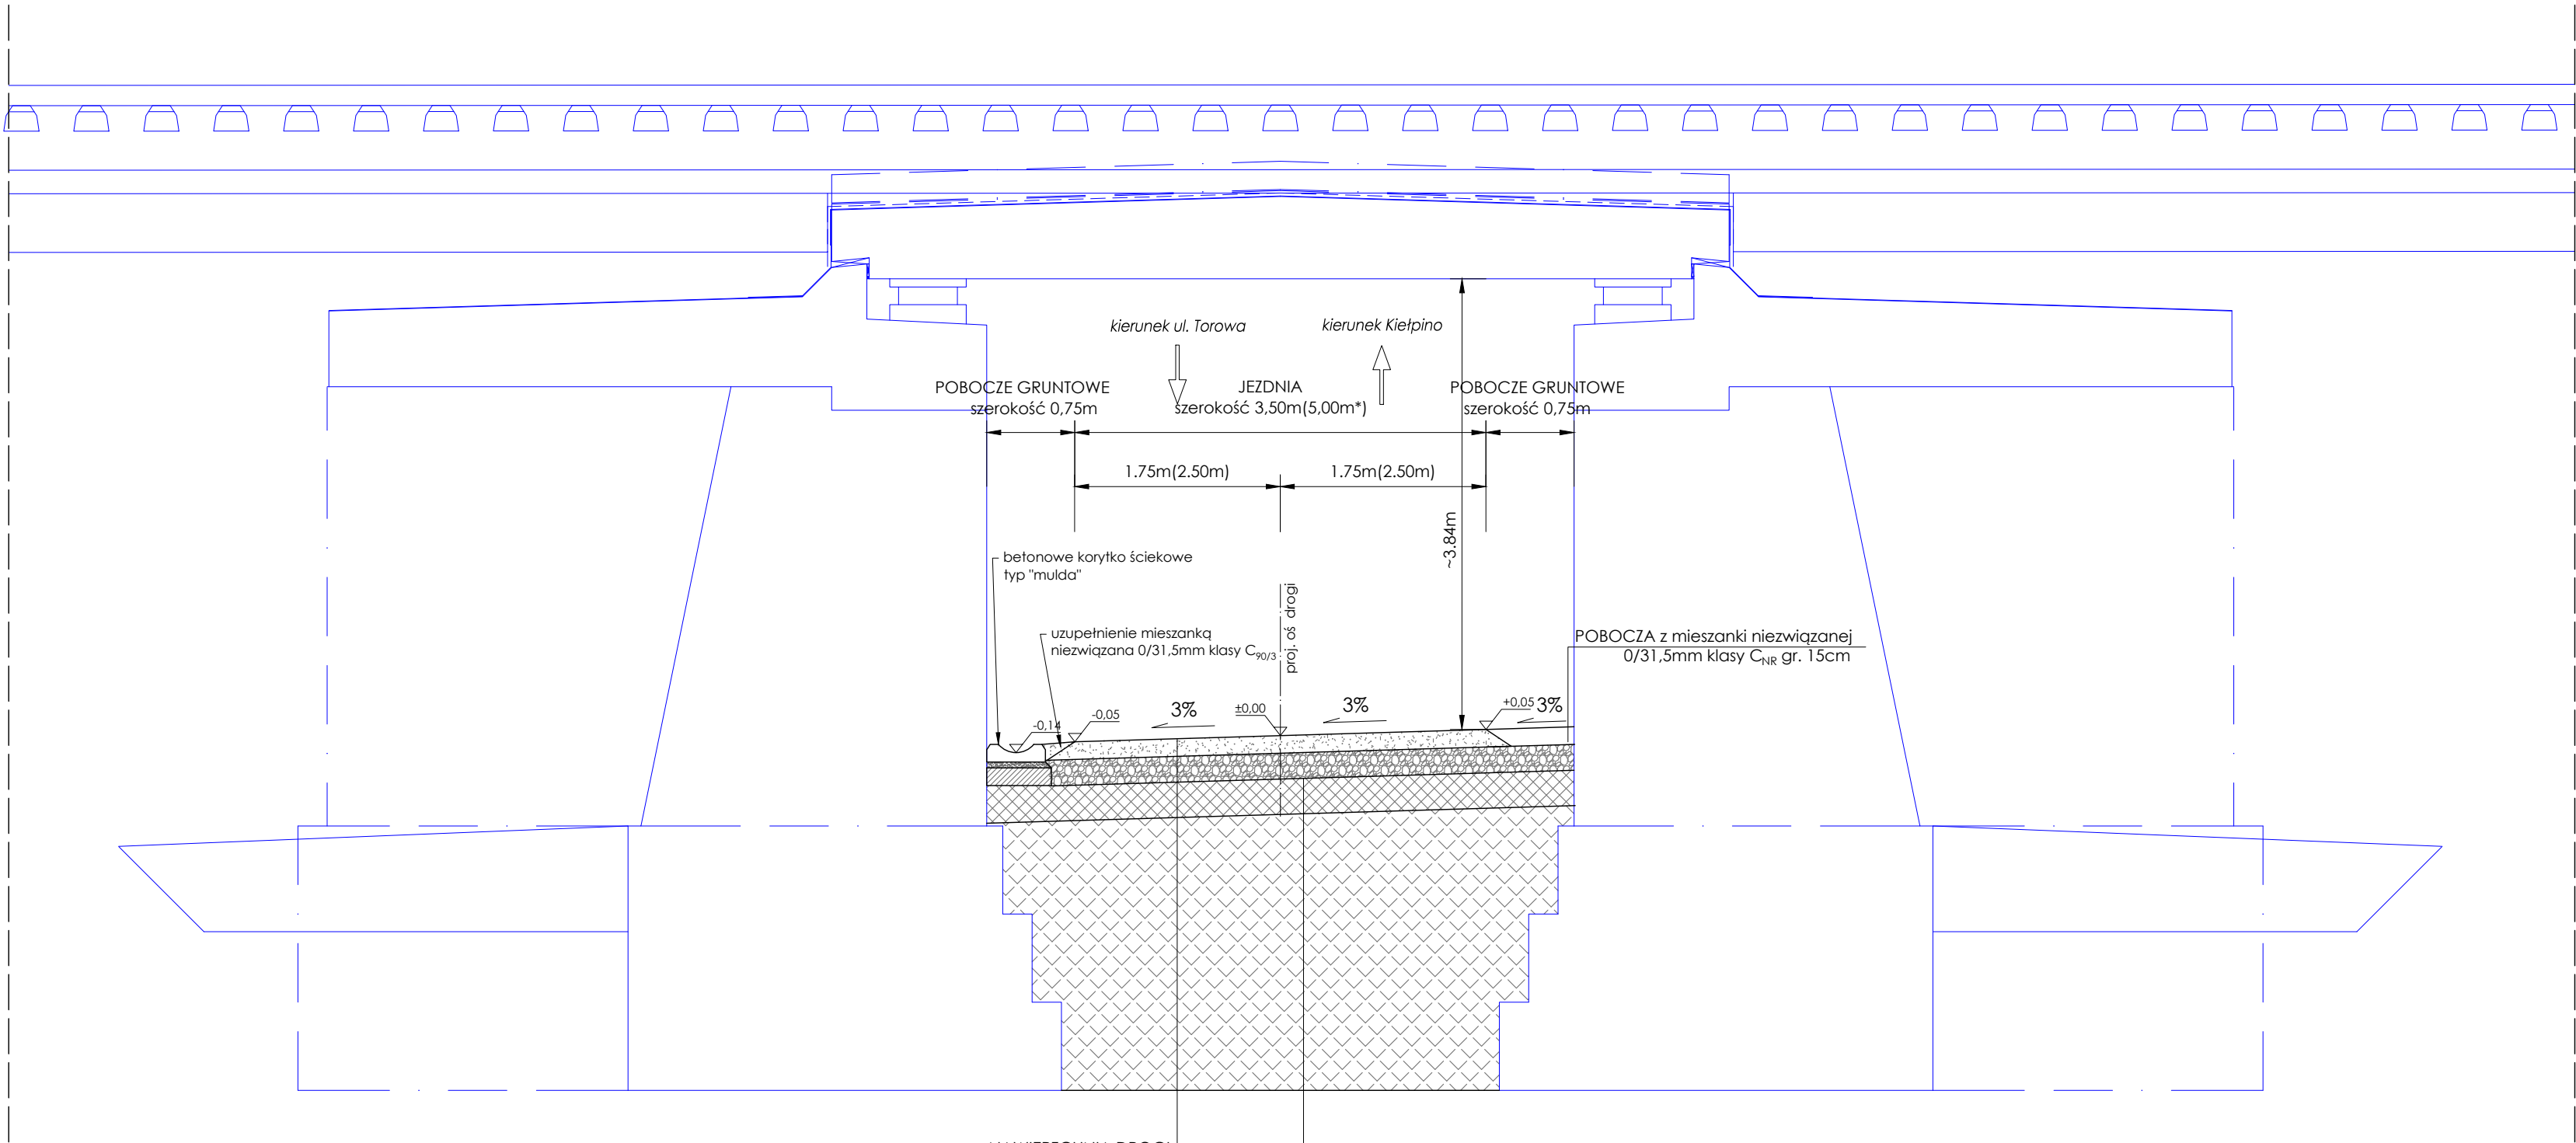 kierunek ul. Torowa
kierunek Kiełpino
POBOCZE GRUNTOWE
szerokość 0,75m
JEZDNIA
szerokość 3,50m(5,00m*)
POBOCZE GRUNTOWE
szerokość 0,75m
1.75m(2.50m)
1.75m(2.50m)
~3.84m
betonowe korytko ściekowe
typ "mulda"
proj. oś drogi
uzupełnienie mieszanką
niezwiązana 0/31,5mm klasy C90/3
POBOCZA z mieszanki niezwiązanej
0/31,5mm klasy CNR gr. 15cm
-0,14
-0,05
3%
±0,00
3%
+0,05
3%